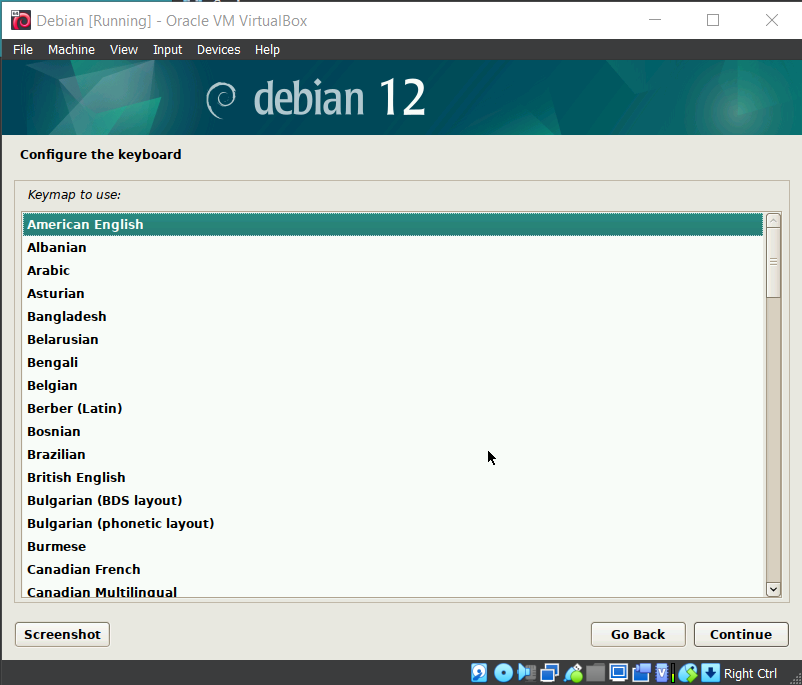 Debian [Running] - Oracle VM VirtualBox
File Machine View Input Devices Help
debian 12
Configure the keyboard
Keymap to use:
American English
Albanian
Arabic
Asturian
Bangladesh
Belarusian
Bengali
Belgian
Berber (Latin)
Bosnian
Brazilian
British English
Bulgarian (BDS layout)
Bulgarian (phonetic layout)
Burmese
Canadian French
Canadian Multilingual
Screenshot Go Back Continue
Right Ctrl